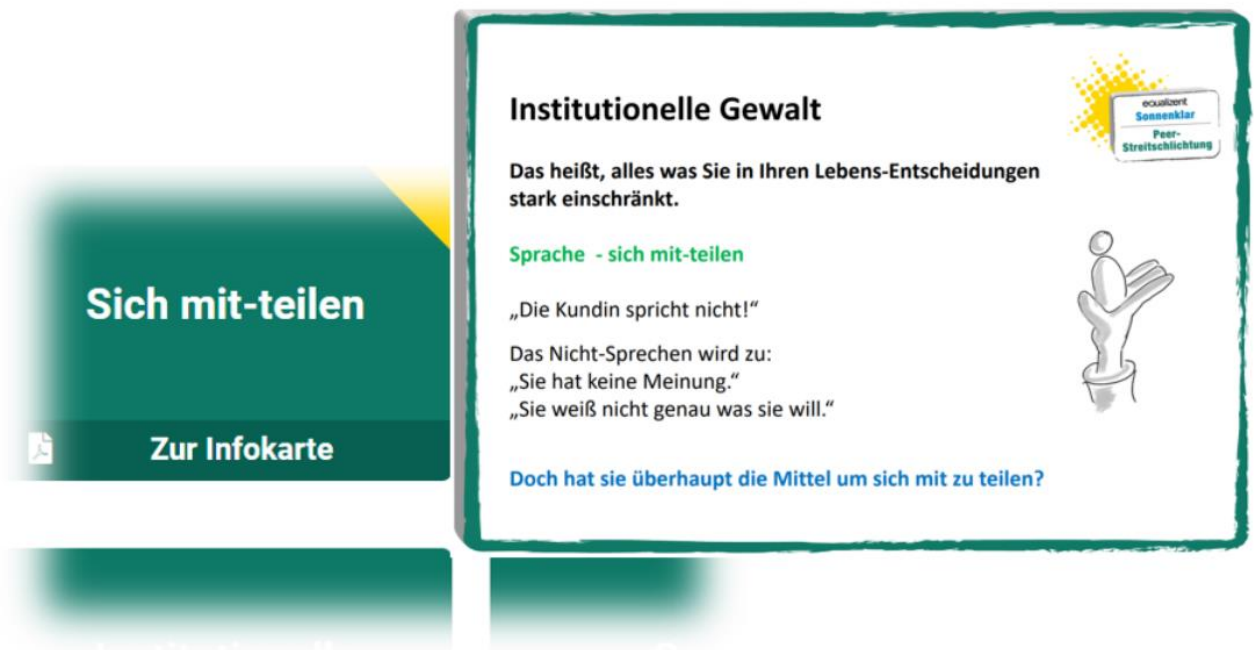 Sich mit-teilen
Zur Infokarte
Institutionelle Gewalt
equalizent
Sonnenklar
Peer-
Streitschlichtung
Das heißt, alles was Sie in Ihren Lebens-Entscheidungen
stark einschränkt.
Sprache - sich mit-teilen
„Die Kundin spricht nicht!“
Das Nicht-Sprechen wird zu:
„Sie hat keine Meinung.“
„Sie weiß nicht genau was sie will.“
Doch hat sie überhaupt die Mittel um sich mit zu teilen?